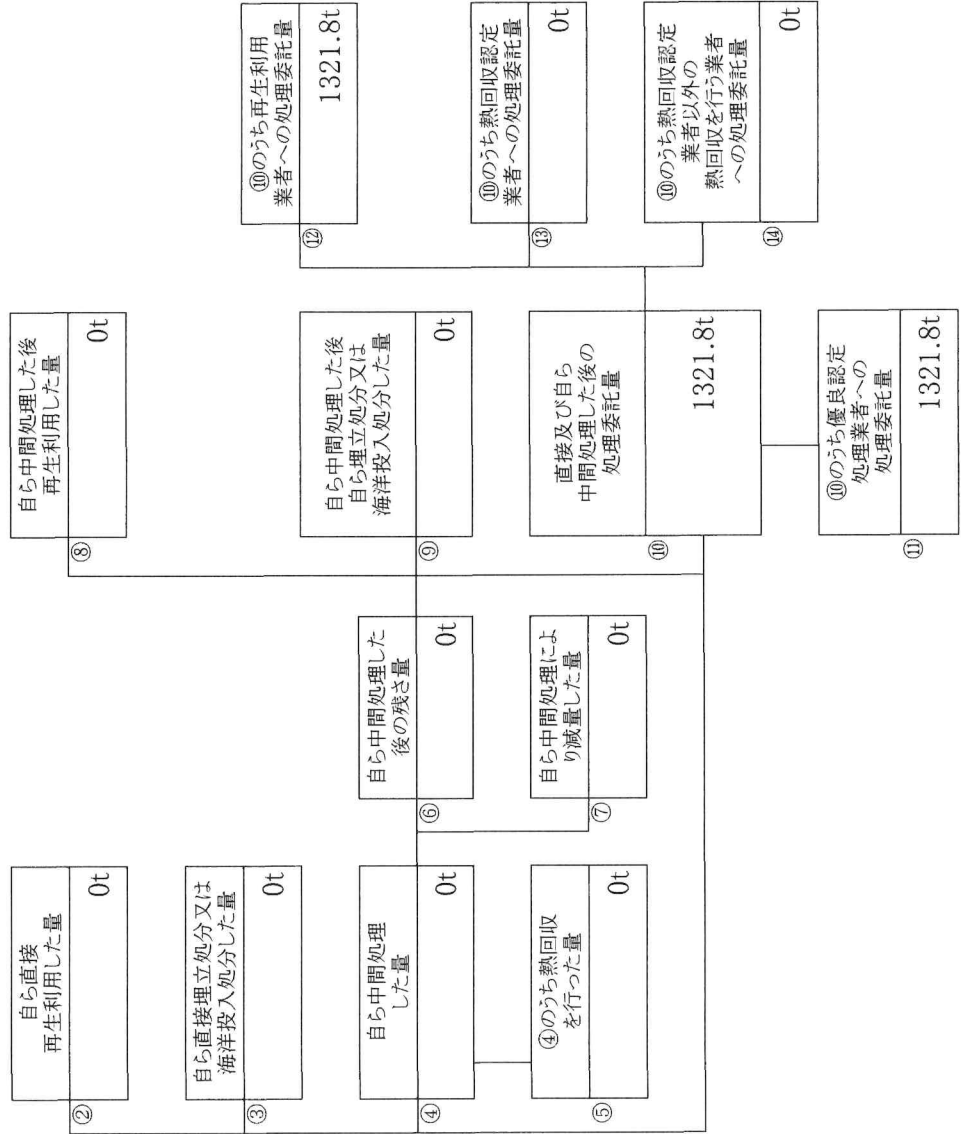 ②
自ら直接
再生利用した量
0t
③
自ら直接埋立処分又は
海洋投入処分した量
0t
④
自ら中間処理
した量
0t
⑤
④のうち熱回収
を行った量
0t
⑥
自ら中間処理した
後の残さ量
0t
⑦
自ら中間処理によ
り減量した量
0t
⑧
自ら中間処理した後
再生利用した量
0t
⑨
自ら中間処理した後
自ら埋立処分又は
海洋投入処分した量
0t
⑩
直接及び自ら
中間処理した後の
処理委託量
1321.8t
⑪
⑩のうち優良認定
処理業者への
処理委託量
1321.8t
⑫
⑩のうち再生利用
業者への処理委託量
1321.8t
⑬
⑩のうち熱回収認定
業者への処理委託量
0t
⑭
⑩のうち熱回収認定
業者以外の
熱回収を行う業者
への処理委託量
0t